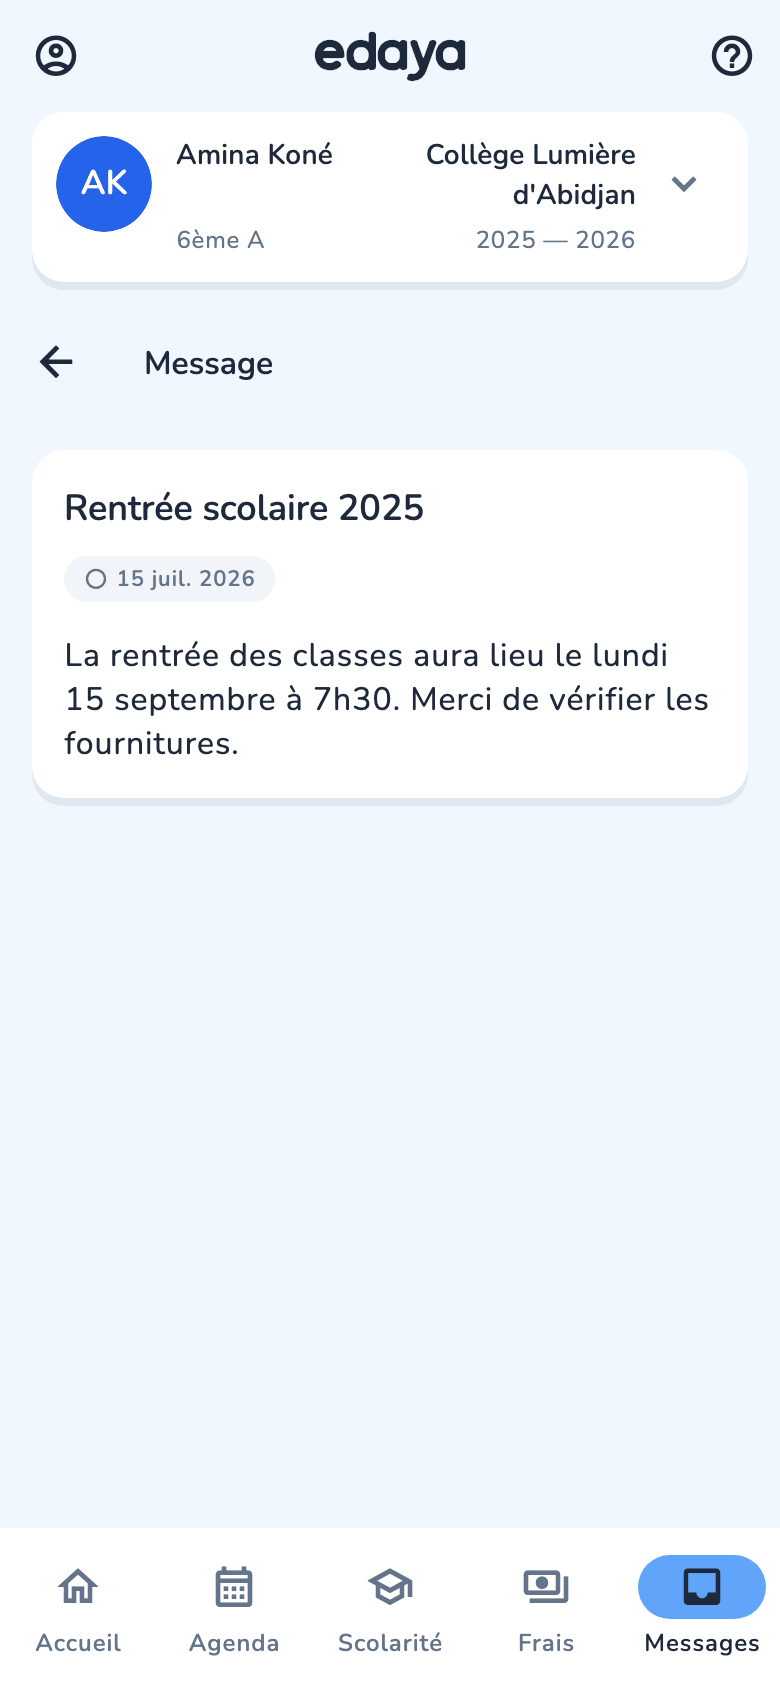 edaya
AK
Amina Koné
Collège Lumière
d'Abidjan
6ème A
2025 — 2026
Message
Rentrée scolaire 2025
15 juil. 2026
La rentrée des classes aura lieu le lundi
15 septembre à 7h30. Merci de vérifier les
fournitures.
Accueil
Agenda
Scolarité
Frais
Messages